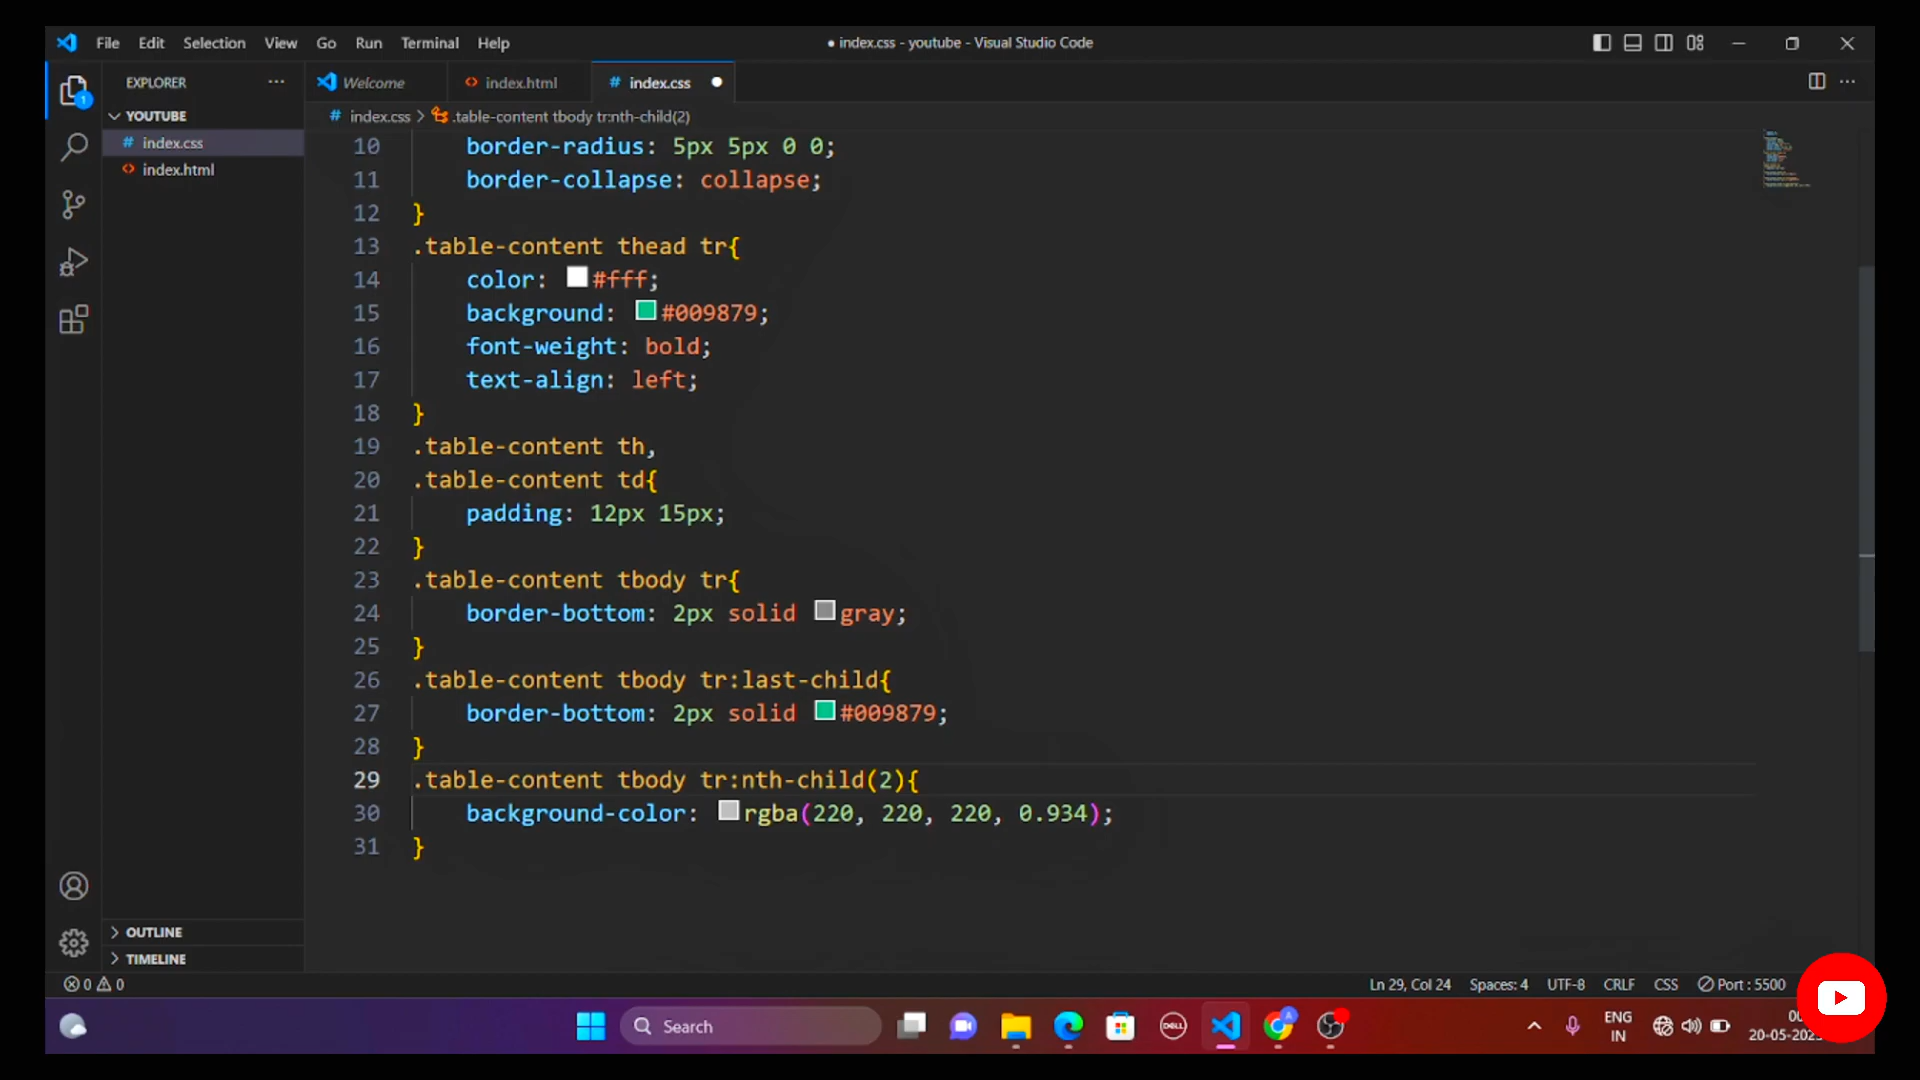 File Edit Selection View Go Run Terminal Help
● index.css - youtube - Visual Studio Code
EXPLORER ···
Welcome
<> index.html
# index.css ●
YOUTUBE
# index.css > .table-content tbody tr:nth-child(2)
# index.css
<> index.html
10 border-radius: 5px 5px 0 0;
11 border-collapse: collapse;
12 }
13 .table-content thead tr{
14 color: #fff;
15 background: #009879;
16 font-weight: bold;
17 text-align: left;
18 }
19 .table-content th,
20 .table-content td{
21 padding: 12px 15px;
22 }
23 .table-content tbody tr{
24 border-bottom: 2px solid gray;
25 }
26 .table-content tbody tr:last-child{
27 border-bottom: 2px solid #009879;
28 }
29 .table-content tbody tr:nth-child(2){
30 background-color: rgba(220, 220, 220, 0.934);
31 }
1
OUTLINE
TIMELINE
0 0
Ln 29, Col 24 Spaces: 4 UTF-8 CRLF CSS Port : 5500
Search
DELL
ENG
IN
20-05-202